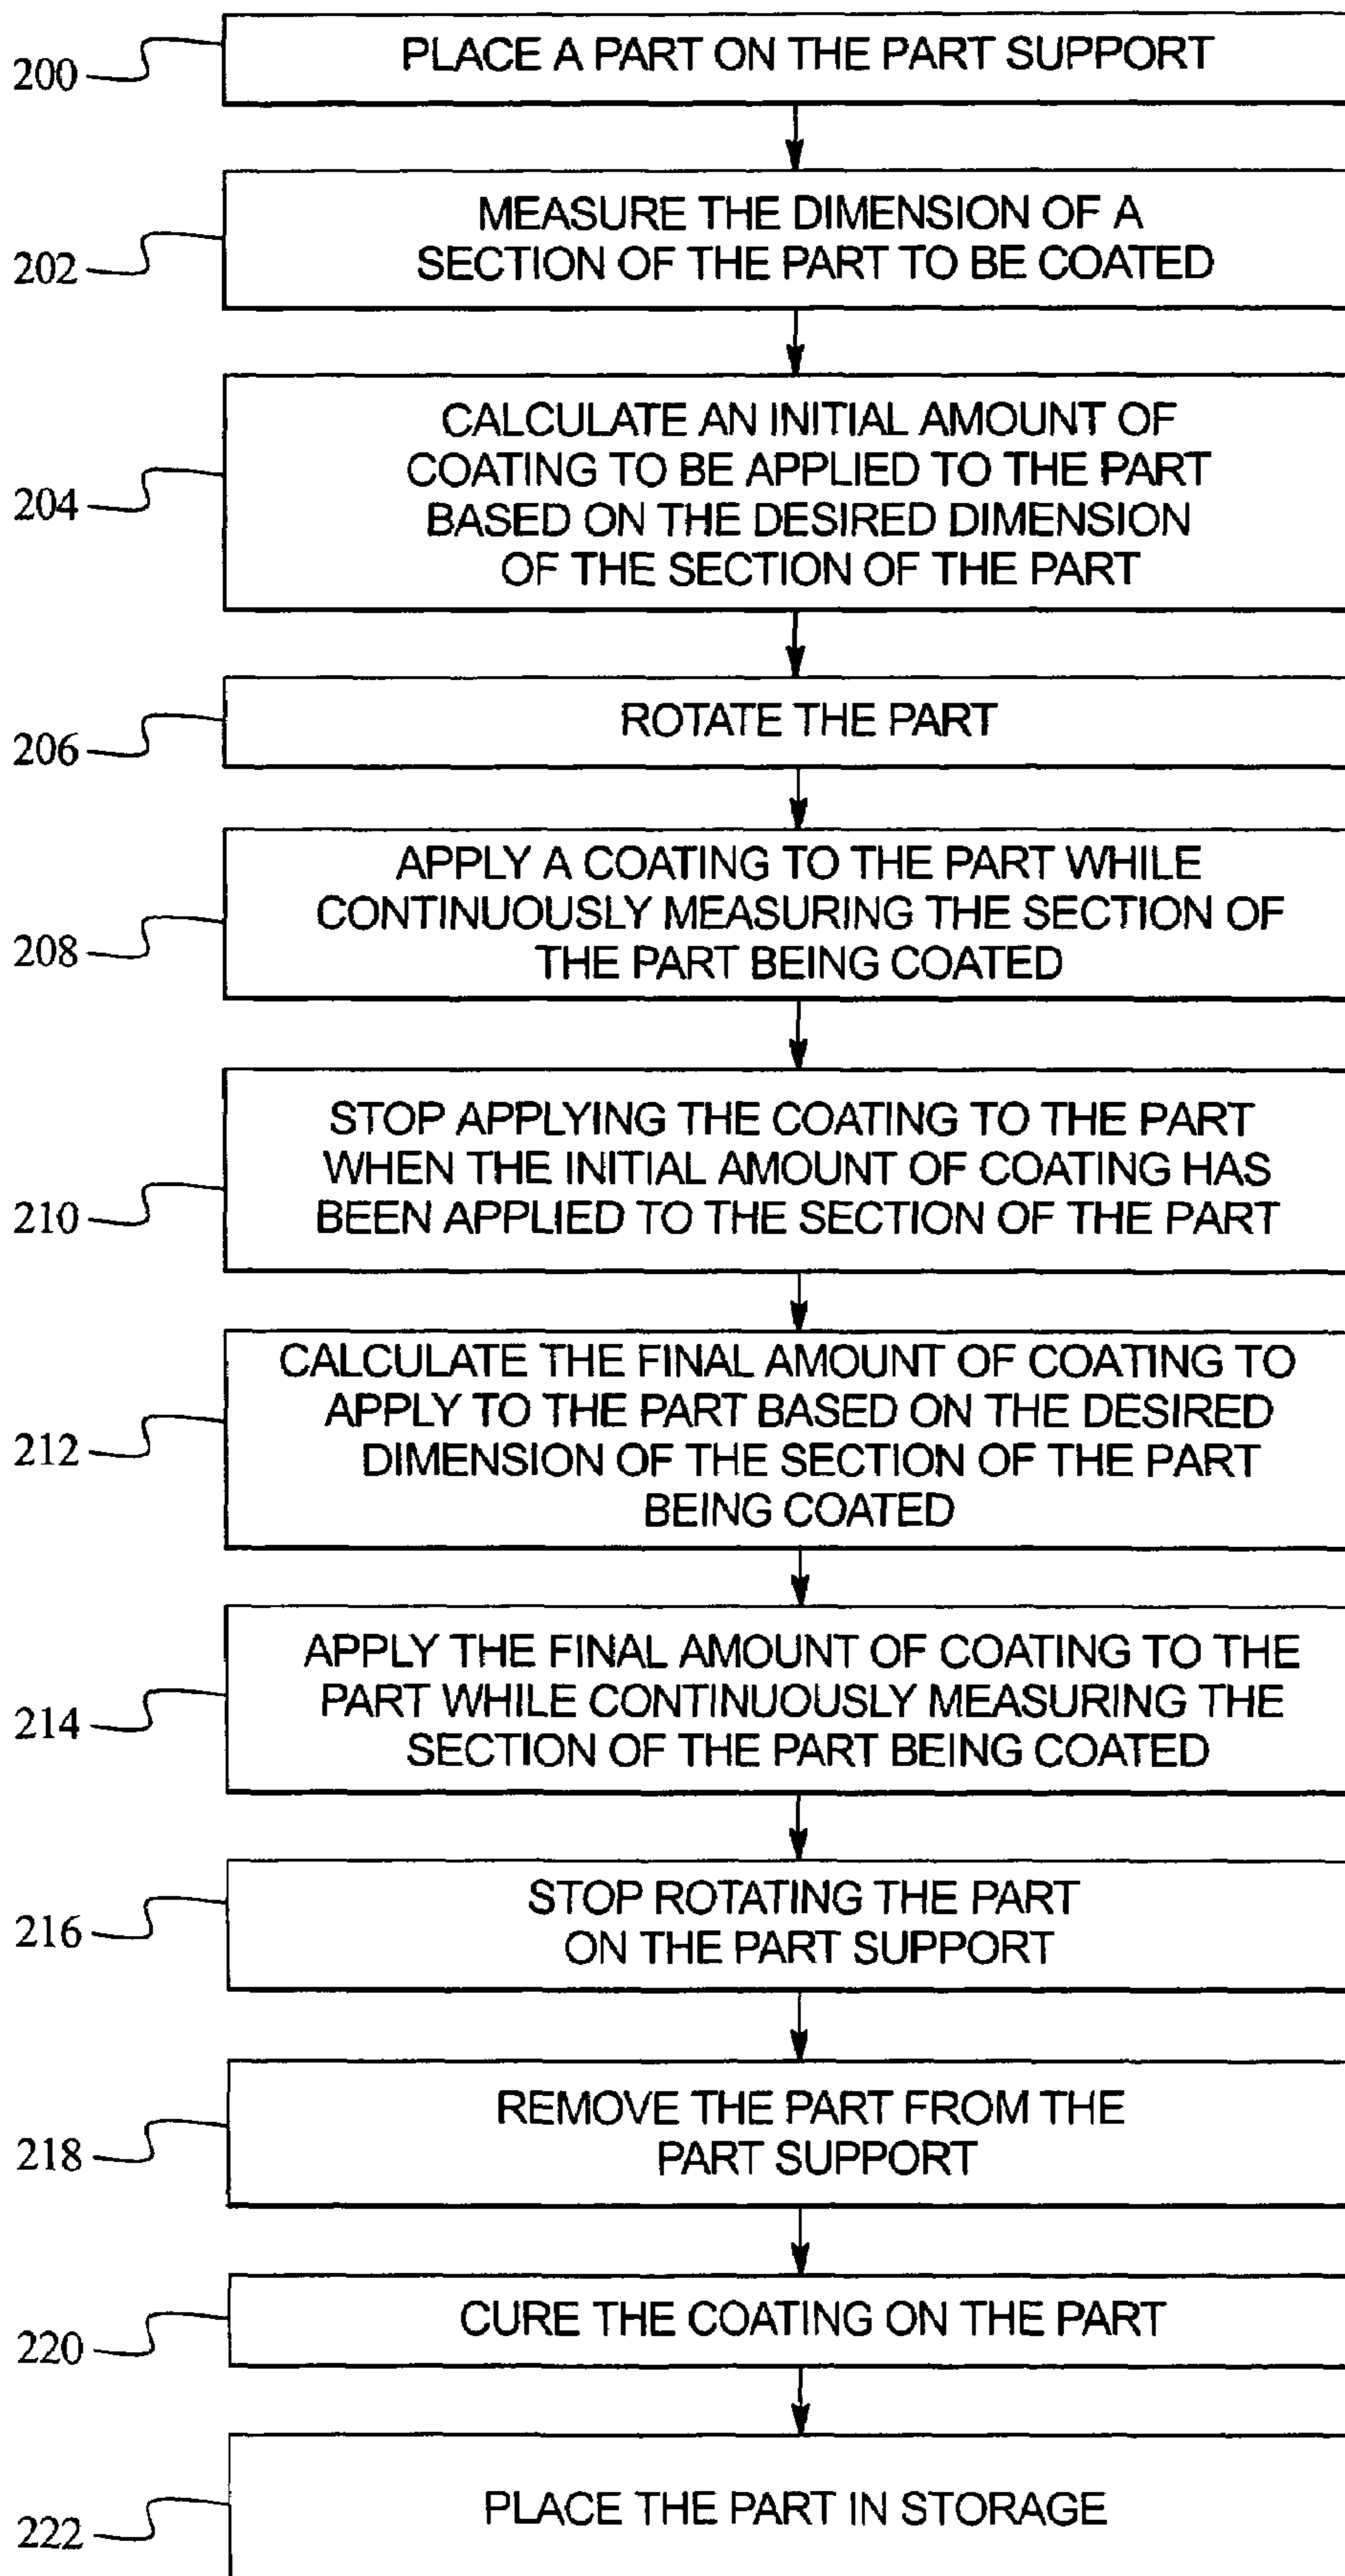 200
PLACE A PART ON THE PART SUPPORT
202
MEASURE THE DIMENSION OF A
SECTION OF THE PART TO BE COATED
204
CALCULATE AN INITIAL AMOUNT OF
COATING TO BE APPLIED TO THE PART
BASED ON THE DESIRED DIMENSION
OF THE SECTION OF THE PART
206
ROTATE THE PART
208
APPLY A COATING TO THE PART WHILE
CONTINUOUSLY MEASURING THE SECTION OF
THE PART BEING COATED
210
STOP APPLYING THE COATING TO THE PART
WHEN THE INITIAL AMOUNT OF COATING HAS
BEEN APPLIED TO THE SECTION OF THE PART
212
CALCULATE THE FINAL AMOUNT OF COATING TO
APPLY TO THE PART BASED ON THE DESIRED
DIMENSION OF THE SECTION OF THE PART
BEING COATED
214
APPLY THE FINAL AMOUNT OF COATING TO THE
PART WHILE CONTINUOUSLY MEASURING THE
SECTION OF THE PART BEING COATED
216
STOP ROTATING THE PART
ON THE PART SUPPORT
218
REMOVE THE PART FROM THE
PART SUPPORT
220
CURE THE COATING ON THE PART
222
PLACE THE PART IN STORAGE